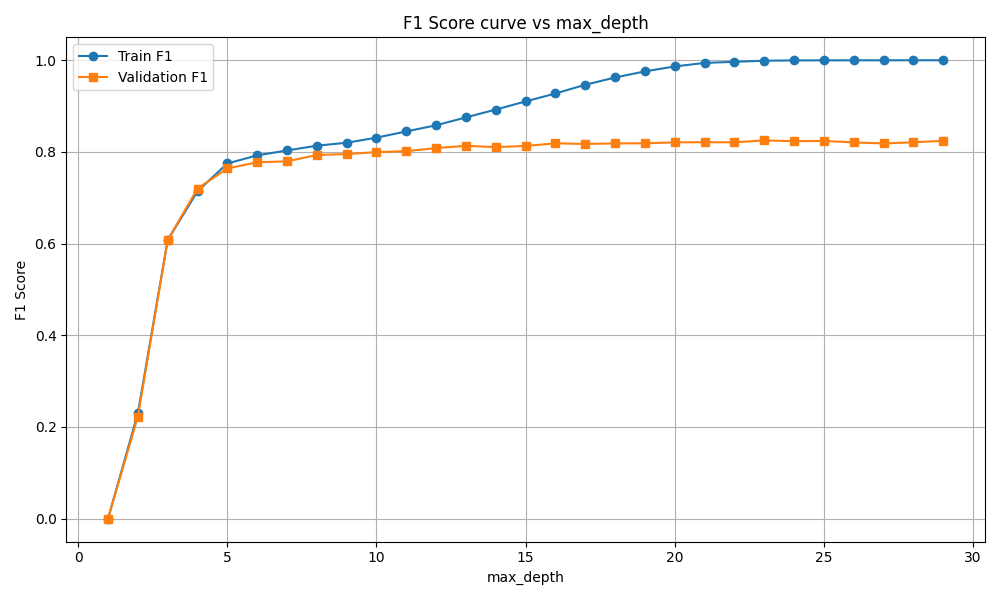 F1 Score curve vs max_depth
Train F1
Validation F1
F1 Score
1.0
0.8
0.6
0.4
0.2
0.0
0 5 10 15 20 25 30
max_depth